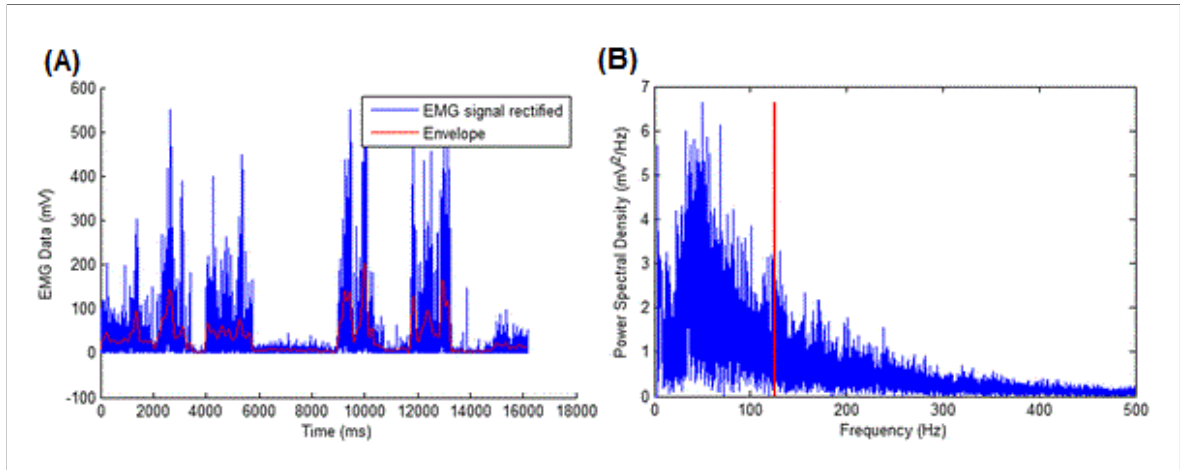 (A)
600
500
400
300
200
100
0
-100
EMG Data (mV)
0 2000 4000 6000 8000 10000 12000 14000 16000 18000
Time (ms)
EMG signal rectified
Envelope
(B)
7
6
5
4
3
2
1
0
Power Spectral Density (mV²/Hz)
0 100 200 300 400 500
Frequency (Hz)